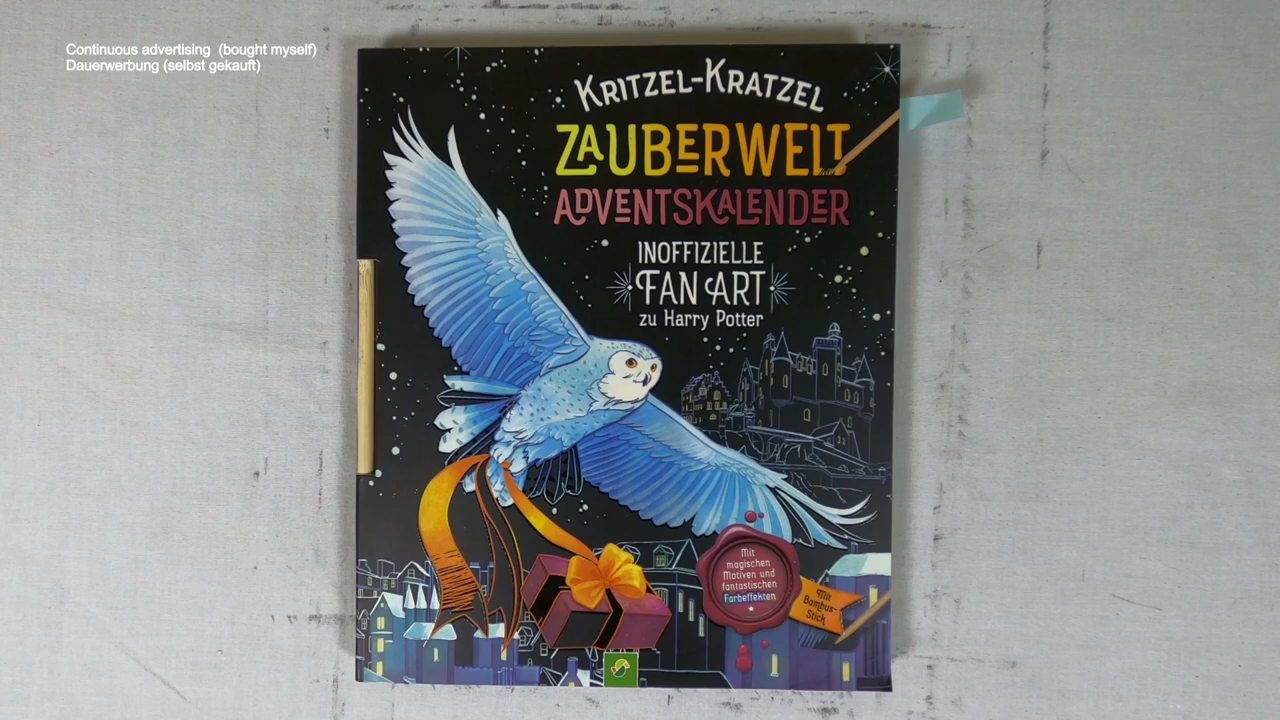 Continuous advertising (bought myself)
Dauerwerbung (selbst gekauft)
KRITZEL-KRATZEL
ZAUBERWELT
ADVENTSKALENDER
INOFFIZIELLE
FAN ART
zu Harry Potter
Mit
magischen
Motiven und
fantastischen
Farbeffekten
Mit
Bambus-
Stick